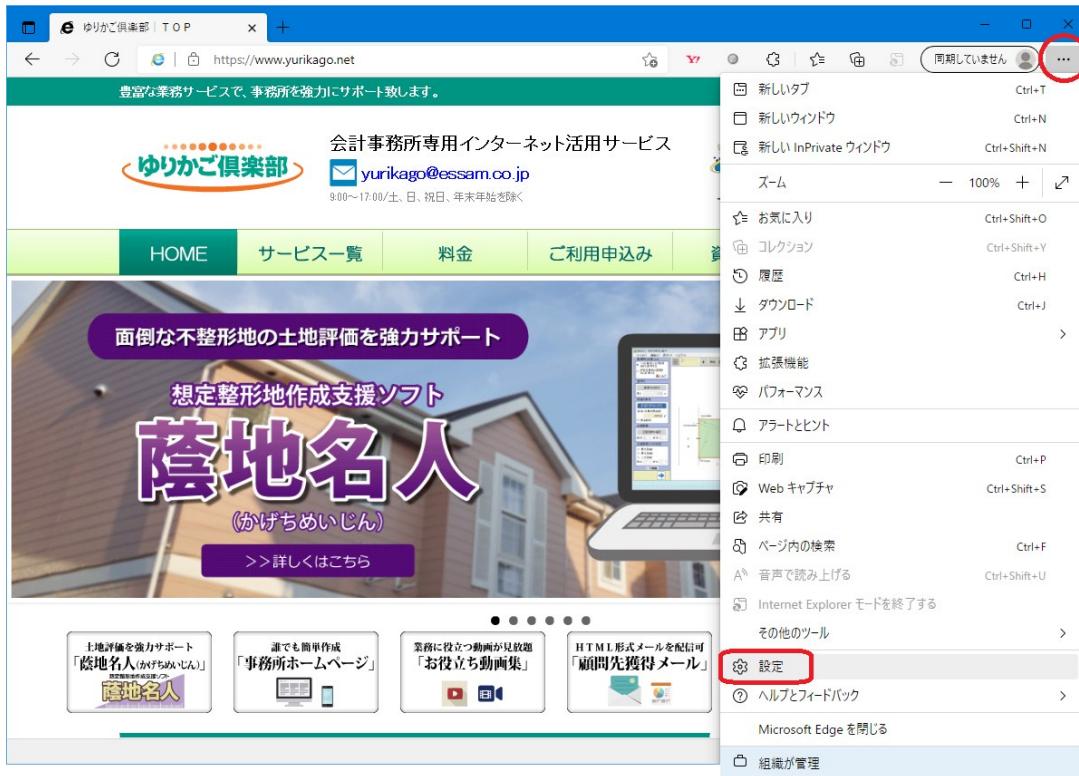 ゆりかご倶楽部 | TOP
https://www.yurikago.net
同期していません
豊富な業務サービスで、事務所を強力にサポート致します。
ゆりかご倶楽部
会計事務所専用インターネット活用サービス
yurikago@essam.co.jp
9:00～17:00/土、日、祝日、年末年始を除く
HOME サービス一覧 料金 ご利用申込み
面倒な不整形地の土地評価を強力サポート
想定整形地作成支援ソフト
蔭地名人
(かげちめいじん)
>>詳しくはこちら
土地評価を強力サポート
「蔭地名人(かげちめいじん)」
想定整形地作成支援ソフト
蔭地名人
誰でも簡単作成
「事務所ホームページ」
業務に役立つ動画が見放題
「お役立ち動画集」
HTML形式メールを配信可
「顧問先獲得メール」
新しいタブ Ctrl+T
新しいウィンドウ Ctrl+N
新しい InPrivate ウィンドウ Ctrl+Shift+N
ズーム — 100% +
お気に入り Ctrl+Shift+O
コレクション Ctrl+Shift+Y
履歴 Ctrl+H
ダウンロード Ctrl+J
アプリ
拡張機能
パフォーマンス
アラートとヒント
印刷 Ctrl+P
Web キャプチャ Ctrl+Shift+S
共有
ページ内の検索 Ctrl+F
音声で読み上げる Ctrl+Shift+U
Internet Explorer モードを終了する
その他のツール
設定
ヘルプとフィードバック
Microsoft Edge を閉じる
組織が管理